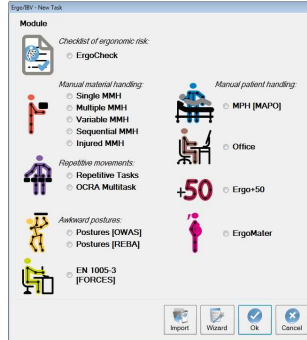 Ergo/IBV - New Task
Module
Checklist of ergonomic risk:
ErgoCheck
Manual material handling:
Single MMH
Multiple MMH
Variable MMH
Sequential MMH
Injured MMH
Repetitive movements:
Repetitive Tasks
OCRA Multitask
Awkward postures:
Postures [OWAS]
Postures [REBA]
EN 1005-3
[FORCES]
Manual patient handling:
MPH [MAPO]
Office
+50
Ergo+50
ErgoMater
Import
Wizard
Ok
Cancel